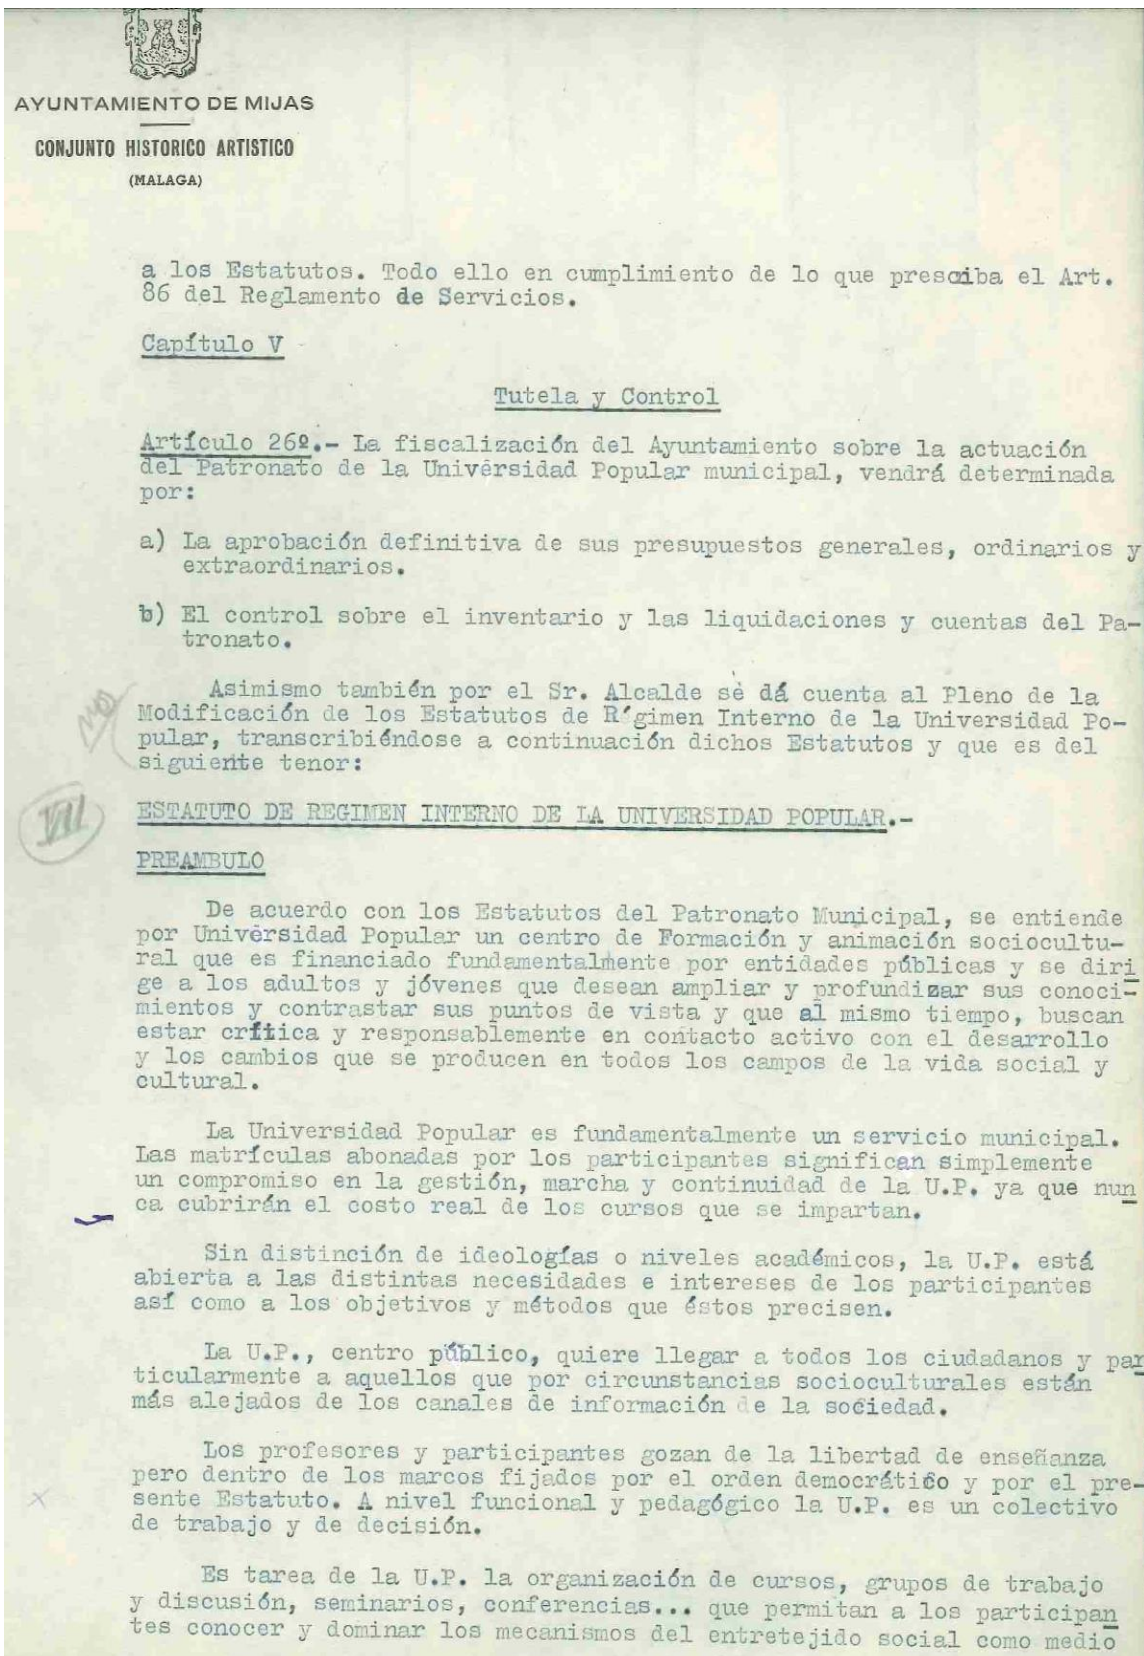 AYUNTAMIENTO DE MIJAS
CONJUNTO HISTORICO ARTISTICO
(MALAGA)
a los Estatutos. Todo ello en cumplimiento de lo que presciba el Art.
86 del Reglamento de Servicios.
Capítulo V
Tutela y Control
Artículo 26º.- La fiscalización del Ayuntamiento sobre la actuación
del Patronato de la Universidad Popular municipal, vendrá determinada
por:
a) La aprobación definitiva de sus presupuestos generales, ordinarios y
extraordinarios.
b) El control sobre el inventario y las liquidaciones y cuentas del Pa-
tronato.
Asimismo también por el Sr. Alcalde sè dá cuenta al Pleno de la
Modificación de los Estatutos de R´gimen Interno de la Universidad Po-
pular, transcribiéndose a continuación dichos Estatutos y que es del
siguiente tenor:
VII
ESTATUTO DE REGIMEN INTERNO DE LA UNIVERSIDAD POPULAR.-
PREAMBULO
De acuerdo con los Estatutos del Patronato Municipal, se entiende
por Universidad Popular un centro de Formación y animación sociocultu-
ral que es financiado fundamentalmente por entidades públicas y se diri
ge a los adultos y jóvenes que desean ampliar y profundizar sus conoci-
mientos y contrastar sus puntos de vista y que al mismo tiempo, buscan
estar crítica y responsablemente en contacto activo con el desarrollo
y los cambios que se producen en todos los campos de la vida social y
cultural.
La Universidad Popular es fundamentalmente un servicio municipal.
Las matrículas abonadas por los participantes significan simplemente
un compromiso en la gestión, marcha y continuidad de la U.P. ya que nun
ca cubrirán el costo real de los cursos que se impartan.
Sin distinción de ideologías o niveles académicos, la U.P. está
abierta a las distintas necesidades e intereses de los participantes
así como a los objetivos y métodos que éstos precisen.
La U.P., centro público, quiere llegar a todos los ciudadanos y par
ticularmente a aquellos que por circunstancias socioculturales están
más alejados de los canales de información de la sociedad.
Los profesores y participantes gozan de la libertad de enseñanza
pero dentro de los marcos fijados por el orden democrático y por el pre-
sente Estatuto. A nivel funcional y pedagógico la U.P. es un colectivo
de trabajo y de decisión.
Es tarea de la U.P. la organización de cursos, grupos de trabajo
y discusión, seminarios, conferencias... que permitan a los participan
tes conocer y dominar los mecanismos del entretejido social como medio